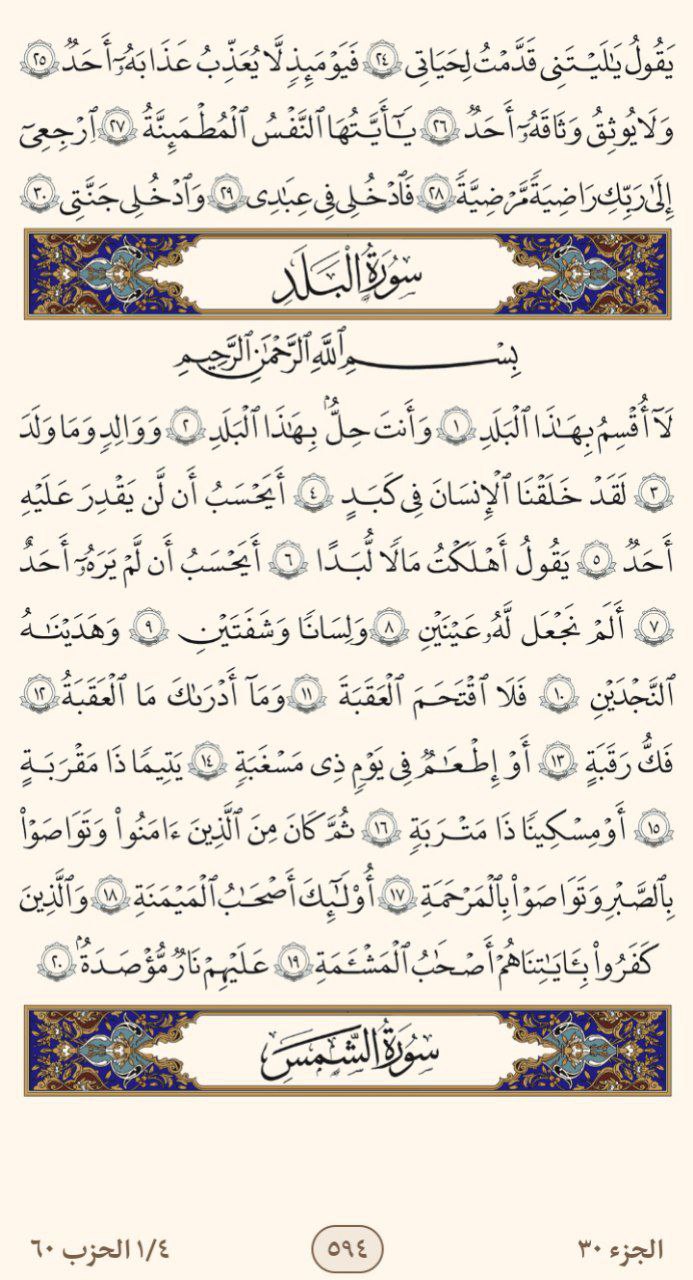 يَقُولُ يَٰلَيۡتَنِي قَدَّمۡتُ لِحَيَاتِي ٢٤ فَيَوۡمَئِذٖ لَّا يُعَذِّبُ عَذَابَهُۥٓ أَحَدٞ ٢٥
وَلَا يُوثِقُ وَثَاقَهُۥٓ أَحَدٞ ٢٦ يَٰٓأَيَّتُهَا ٱلنَّفۡسُ ٱلۡمُطۡمَئِنَّةُ ٢٧ ٱرۡجِعِيٓ
إِلَىٰ رَبِّكِ رَاضِيَةٗ مَّرۡضِيَّةٗ ٢٨ فَٱدۡخُلِي فِي عِبَٰدِي ٢٩ وَٱدۡخُلِي جَنَّتِي ٣٠
سُورَةُ الْبَلَدِ
بِسۡمِ ٱللَّهِ ٱلرَّحۡمَٰنِ ٱلرَّحِيمِ
لَآ أُقۡسِمُ بِهَٰذَا ٱلۡبَلَدِ ١ وَأَنتَ حِلُّۢ بِهَٰذَا ٱلۡبَلَدِ ٢ وَوَالِدٖ وَمَا وَلَدَ
٣ لَقَدۡ خَلَقۡنَا ٱلۡإِنسَٰنَ فِي كَبَدٍ ٤ أَيَحۡسَبُ أَن لَّن يَقۡدِرَ عَلَيۡهِ
أَحَدٞ ٥ يَقُولُ أَهۡلَكۡتُ مَالٗا لُّبَدًا ٦ أَيَحۡسَبُ أَن لَّمۡ يَرَهُۥٓ أَحَدٌ
٧ أَلَمۡ نَجۡعَل لَّهُۥ عَيۡنَيۡنِ ٨ وَلِسَانٗا وَشَفَتَيۡنِ ٩ وَهَدَيۡنَٰهُ
ٱلنَّجۡدَيۡنِ ١٠ فَلَا ٱقۡتَحَمَ ٱلۡعَقَبَةَ ١١ وَمَآ أَدۡرَىٰكَ مَا ٱلۡعَقَبَةُ ١٢
فَكُّ رَقَبَةٍ ١٣ أَوۡ إِطۡعَٰمٞ فِي يَوۡمٖ ذِي مَسۡغَبَةٖ ١٤ يَتِيمٗا ذَا مَقۡرَبَةٍ
١٥ أَوۡ مِسۡكِينٗا ذَا مَتۡرَبَةٖ ١٦ ثُمَّ كَانَ مِنَ ٱلَّذِينَ ءَامَنُواْ وَتَوَاصَوۡاْ
بِٱلصَّبۡرِ وَتَوَاصَوۡاْ بِٱلۡمَرۡحَمَةِ ١٧ أُوْلَٰٓئِكَ أَصۡحَٰبُ ٱلۡمَيۡمَنَةِ ١٨ وَٱلَّذِينَ
كَفَرُواْ بِـَٔايَٰتِنَا هُمۡ أَصۡحَٰبُ ٱلۡمَشۡـَٔمَةِ ١٩ عَلَيۡهِمۡ نَارٞ مُّؤۡصَدَةُۢ ٢٠
سُورَةُ الشَّمْسِ
الجزء ٣٠
٥٩٤
١/٤ الحزب ٦٠